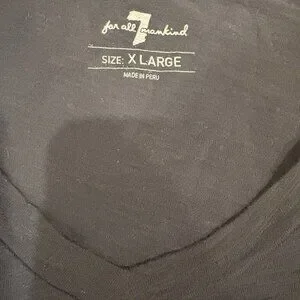 for all 7 mankind
SIZE: X LARGE
MADE IN PERU